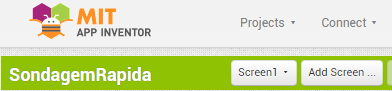 MIT
APP INVENTOR
Projects Connect
SondagemRapida Screen1 Add Screen ...